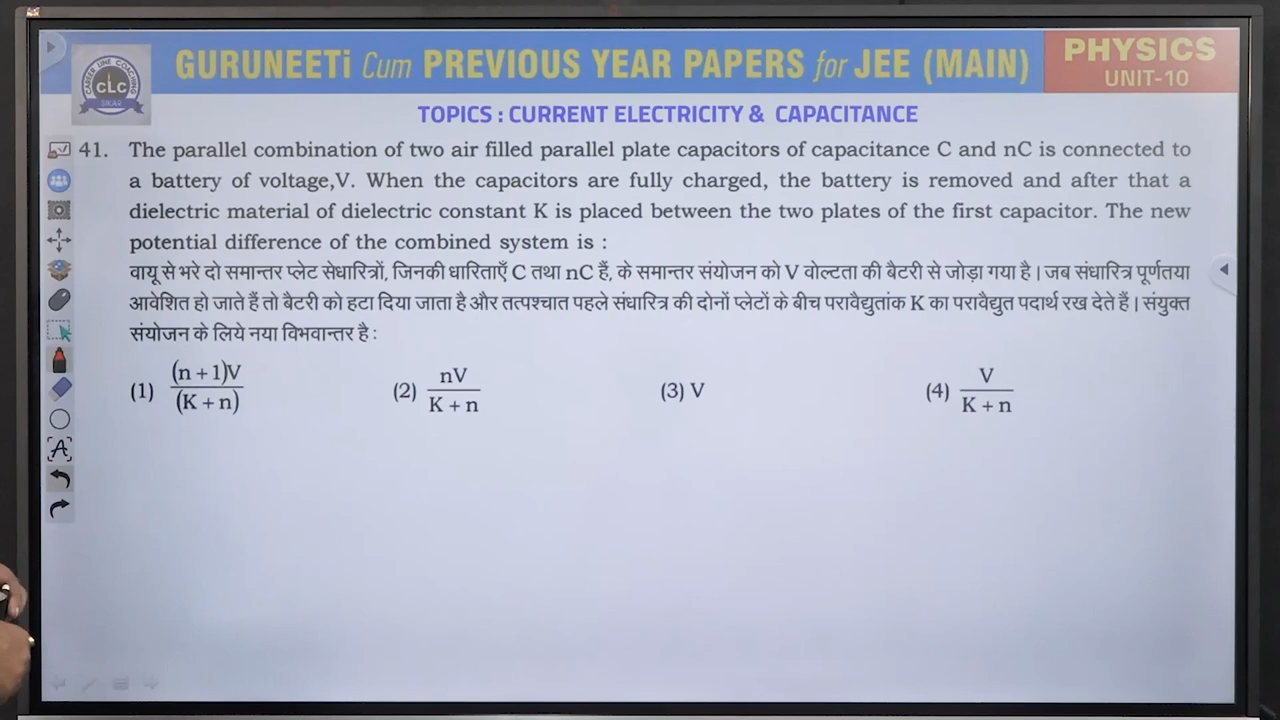 GURUNEETi Cum PREVIOUS YEAR PAPERS for JEE (MAIN)
PHYSICS
UNIT-10
CAREER LINE COACHING
CLC
SIKAR
TOPICS : CURRENT ELECTRICITY & CAPACITANCE
41. The parallel combination of two air filled parallel plate capacitors of capacitance C and nC is connected to
a battery of voltage,V. When the capacitors are fully charged, the battery is removed and after that a
dielectric material of dielectric constant K is placed between the two plates of the first capacitor. The new
potential difference of the combined system is :
वायू से भरे दो समान्तर प्लेट सेधारित्रों, जिनकी धारिताएँ C तथा nC हैं, के समान्तर संयोजन को V वोल्टता की बैटरी से जोड़ा गया है। जब संधारित्र पूर्णतया
आवेशित हो जाते हैं तो बैटरी को हटा दिया जाता है और तत्पश्चात पहले संधारित्र की दोनों प्लेटों के बीच परावैद्युतांक K का परावैद्युत पदार्थ रख देते हैं। संयुक्त
संयोजन के लिये नया विभवान्तर है :
(1) (n + 1)V / (K + n) (2) nV / K + n (3) V (4) V / K + n